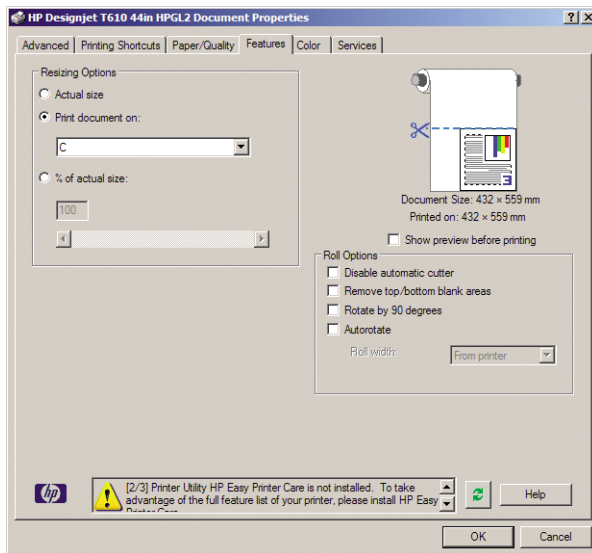 HP Designjet T610 44in HPGL2 Document Properties
Advanced Printing Shortcuts Paper/Quality Features Color Services
Resizing Options
Actual size
Print document on:
C
% of actual size:
100
Document Size: 432 × 559 mm
Printed on: 432 × 559 mm
Show preview before printing
Roll Options
Disable automatic cutter
Remove top/bottom blank areas
Rotate by 90 degrees
Autorotate
Roll width:
From printer
hp
[2/3] Printer Utility HP Easy Printer Care is not installed. To take
advantage of the full feature list of your printer, please install HP Easy
Printer Care
Help
OK Cancel